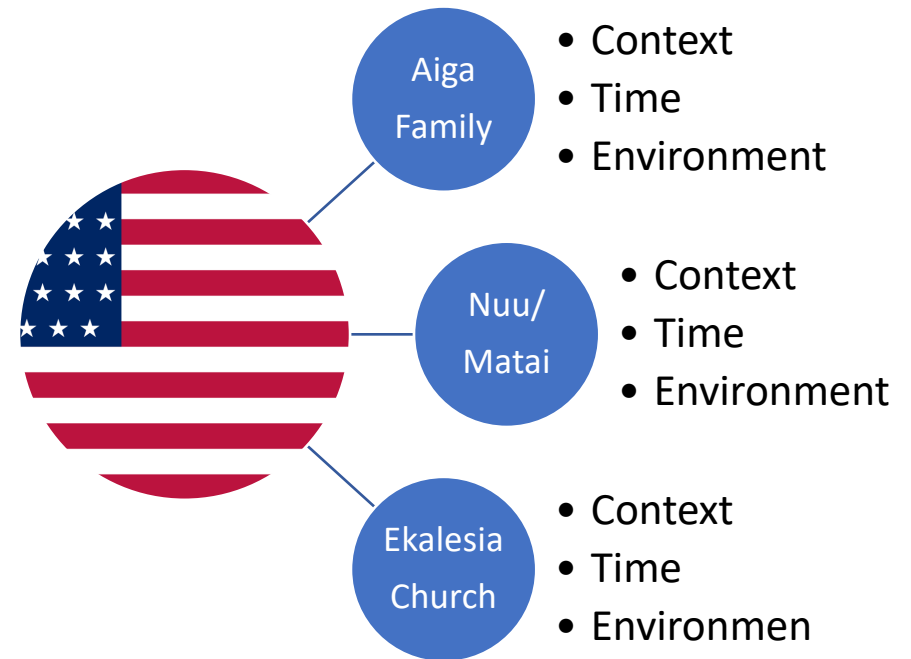 Aiga
Family
• Context
• Time
• Environment
Nuu/
Matai
• Context
• Time
• Environment
Ekalesia
Church
• Context
• Time
• Environmen